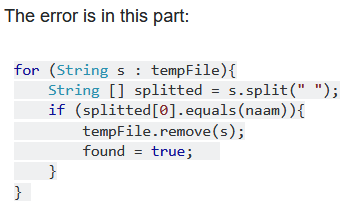 The error is in this part:
for (String s : tempFile){
    String [] splitted = s.split(" ");
    if (splitted[0].equals(naam)){
        tempFile.remove(s);
        found = true;
    }
}